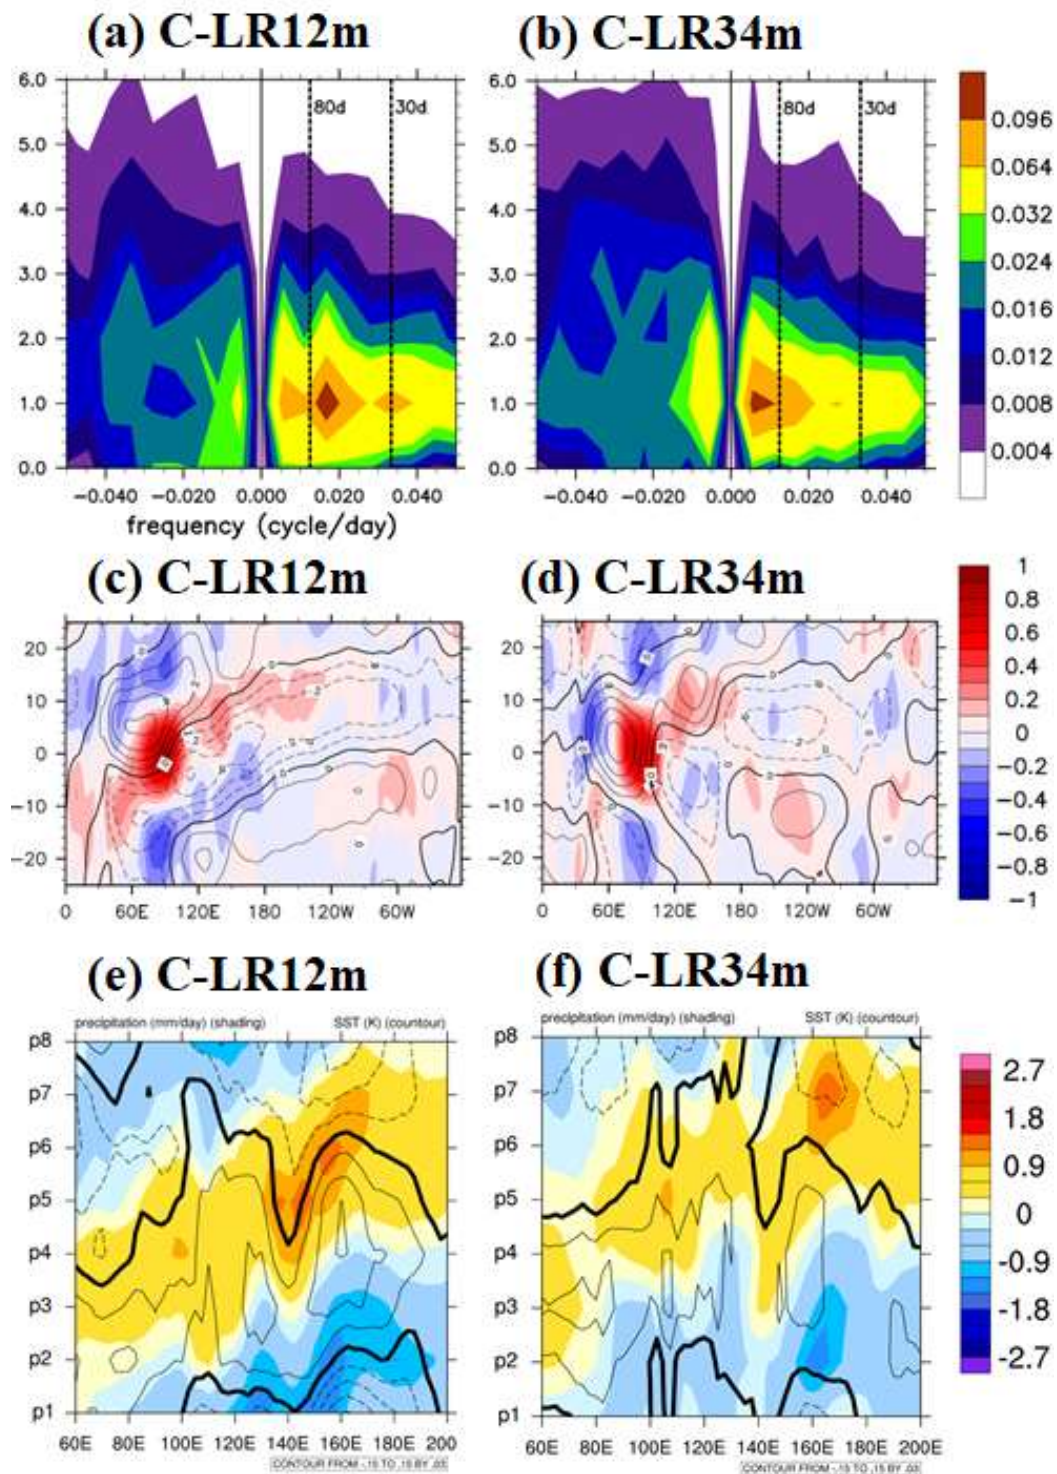 (a) C-LR12m (b) C-LR34m
6.0 5.0 4.0 3.0 2.0 1.0 0.0
80d 30d
−0.040 −0.020 0.000 0.020 0.040
frequency (cycle/day)
6.0 5.0 4.0 3.0 2.0 1.0 0.0
80d 30d
−0.040 −0.020 0.000 0.020 0.040
0.096
0.064
0.032
0.024
0.016
0.012
0.008
0.004
(c) C-LR12m (d) C-LR34m
20 10 0 −10 −20
0 60E 120E 180 120W 60W
20 10 0 −10 −20
0 60E 120E 180 120W 60W
1
0.8
0.6
0.4
0.2
0
−0.2
−0.4
−0.6
−0.8
−1
(e) C-LR12m (f) C-LR34m
precipitation (mm/day) (shading) SST (K) (contour)
p8 p7 p6 p5 p4 p3 p2 p1
60E 80E 100E 120E 140E 160E 180E 200
CONTOUR FROM -.15 TO .15 BY .03
precipitation (mm/day) (shading) SST (K) (contour)
p8 p7 p6 p5 p4 p3 p2 p1
60E 80E 100E 120E 140E 160E 180E 200E
CONTOUR FROM -.15 TO .15 BY .03
2.7
1.8
0.9
0
-0.9
-1.8
-2.7